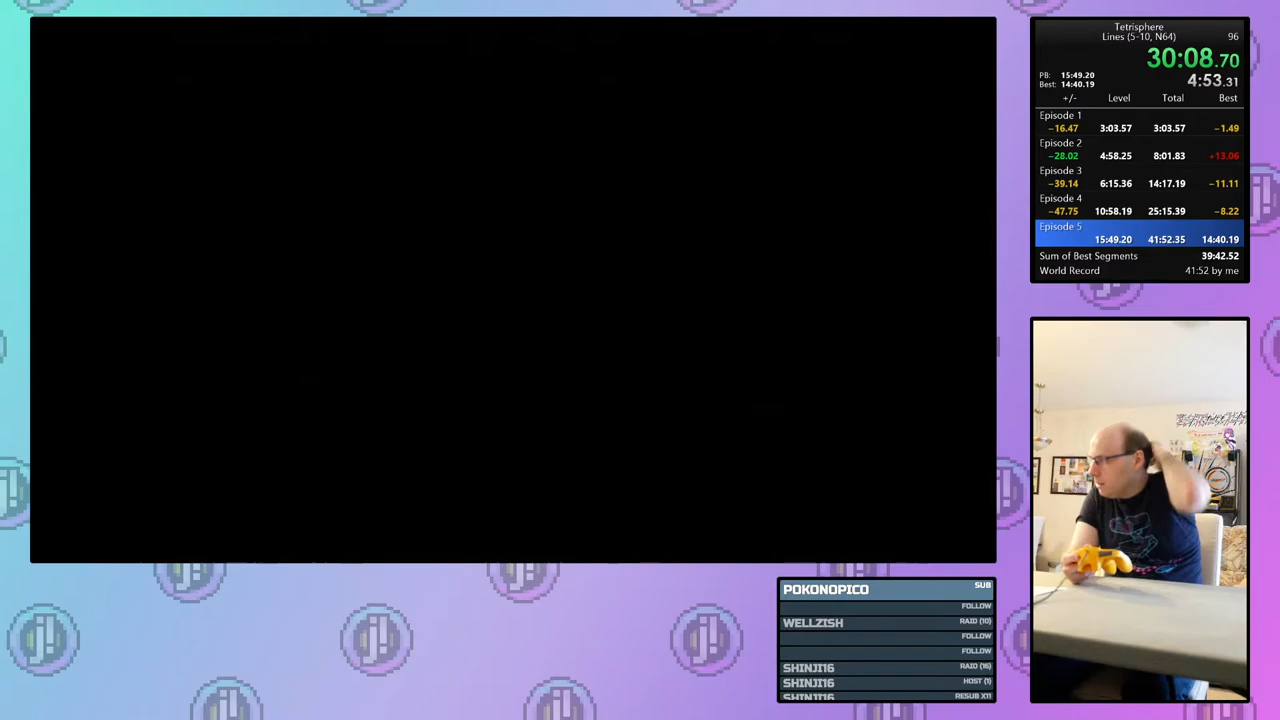 Tetrisphere
Lines (5-10, N64) 96
30:08.70
PB: 15:49.20
Best: 14:40.19
4:53.31
+/- Level Total Best
Episode 1
−16.47 3:03.57 3:03.57 −1.49
Episode 2
−28.02 4:58.25 8:01.83 +13.06
Episode 3
−39.14 6:15.36 14:17.19 −11.11
Episode 4
−47.75 10:58.19 25:15.39 −8.22
Episode 5
15:49.20 41:52.35 14:40.19
Sum of Best Segments 39:42.52
World Record 41:52 by me
POKONOPICO SUB
FOLLOW
WELLZISH RAID (10)
FOLLOW
FOLLOW
SHINJI16 RAID (16)
SHINJI16 HOST (1)
SHINJI16 RESUB X11
j!
j!
j!
j!
j!
j!
j!